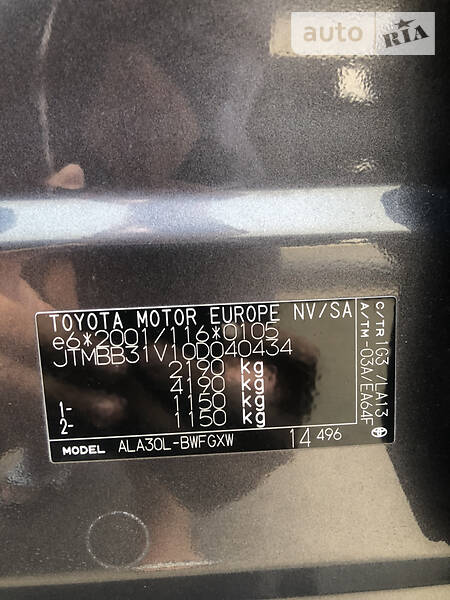 auto RIA
TOYOTA MOTOR EUROPE NV/SA
e6*2001/116*0105
JTMBB31V10D040434
2190 kg
4190 kg
1- 1150 kg
2- 1150 kg
MODEL ALA30L-BWFGXW 14 496
C/TR 1G3 /LA13
A/TM -03A/EA64F